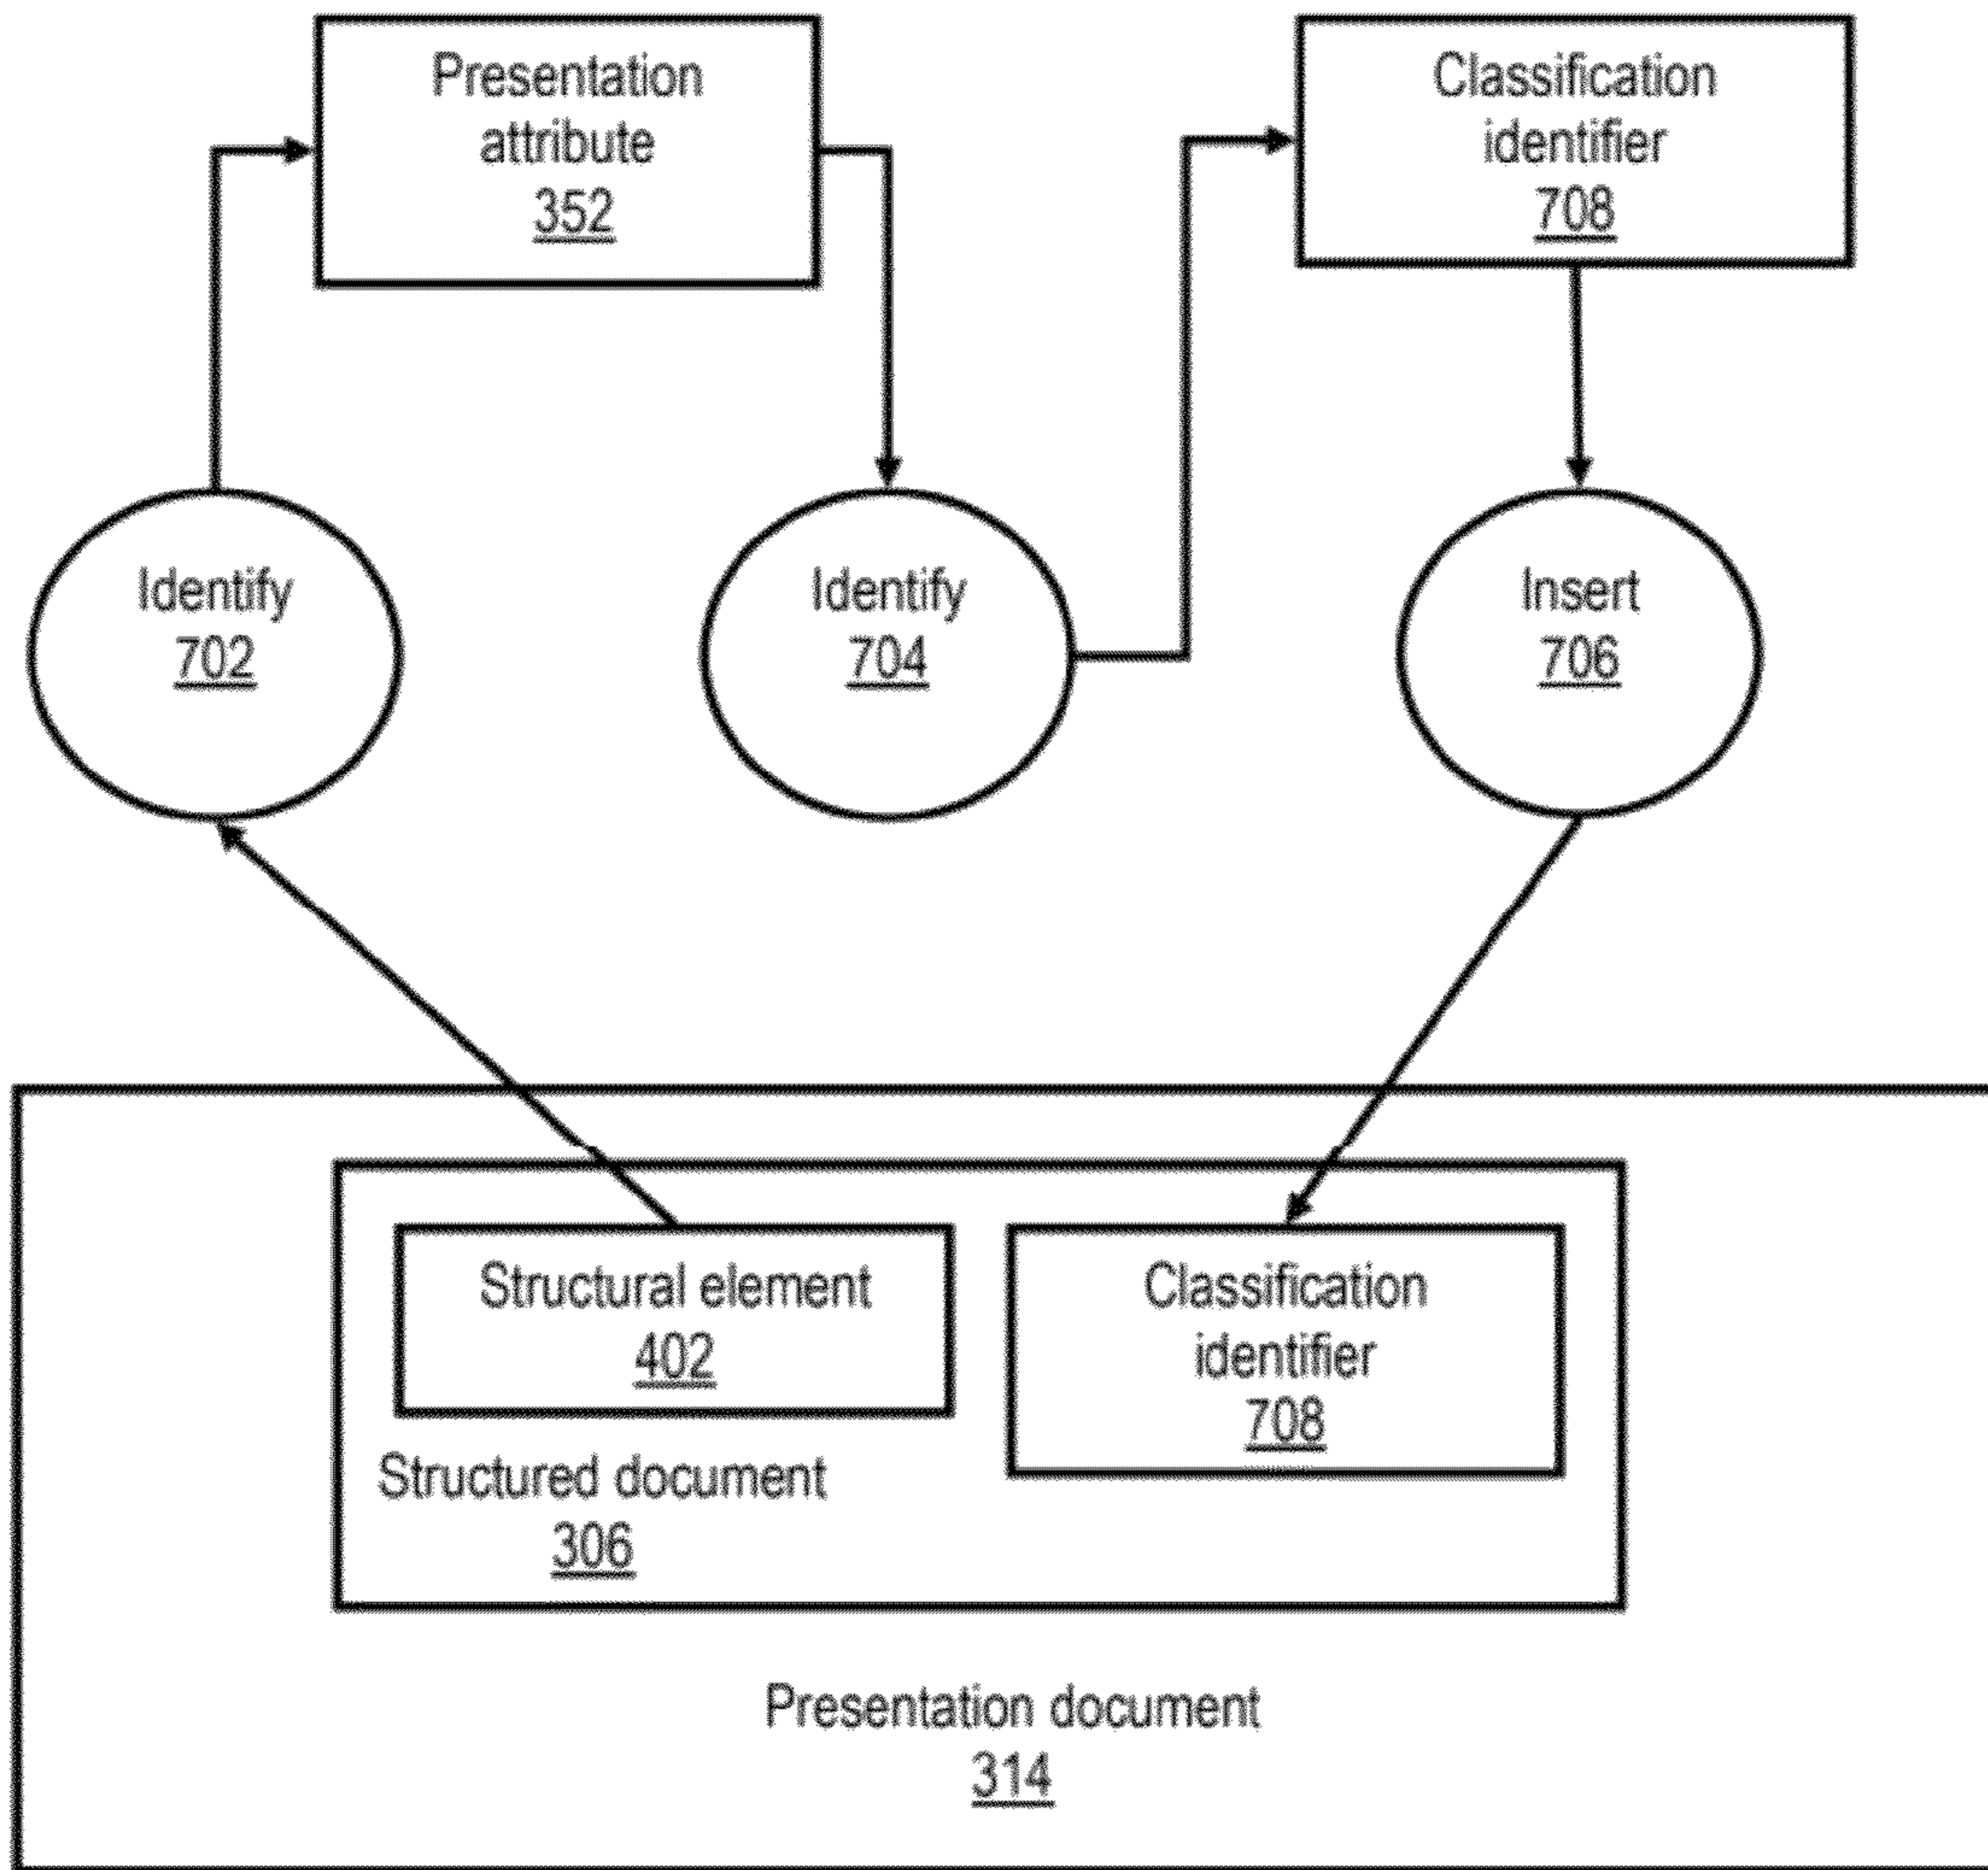 Presentation
attribute
352
Classification
identifier
708
Identify
702
Identify
704
Insert
706
Structural element
402
Classification
identifier
708
Structured document
306
Presentation document
314